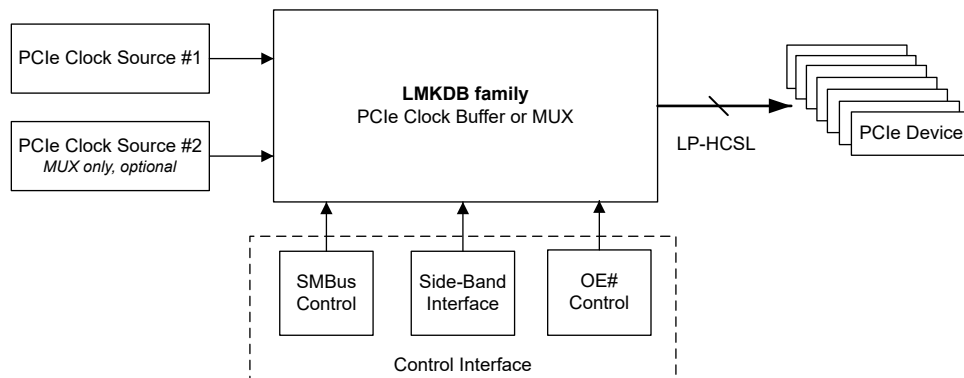 PCIe Clock Source #1
PCIe Clock Source #2
MUX only, optional
LMKDB family
PCIe Clock Buffer or MUX
LP-HCSL
PCIe Device
SMBus
Control
Side-Band
Interface
OE#
Control
Control Interface